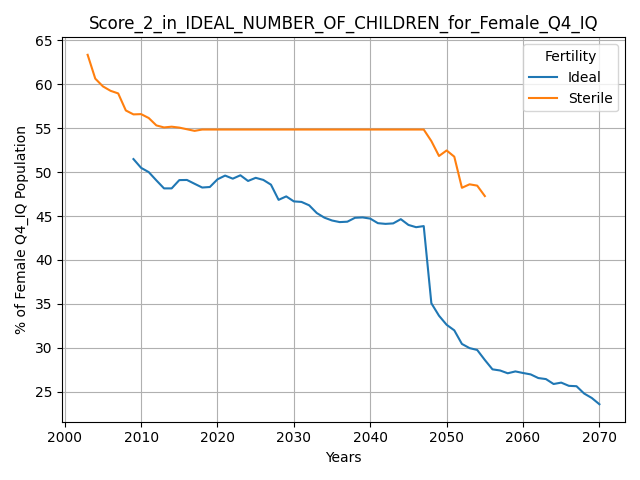 Score_2_in_IDEAL_NUMBER_OF_CHILDREN_for_Female_Q4_IQ
Fertility
Ideal
Sterile
% of Female Q4_IQ Population
65
60
55
50
45
40
35
30
25
2000 2010 2020 2030 2040 2050 2060 2070
Years